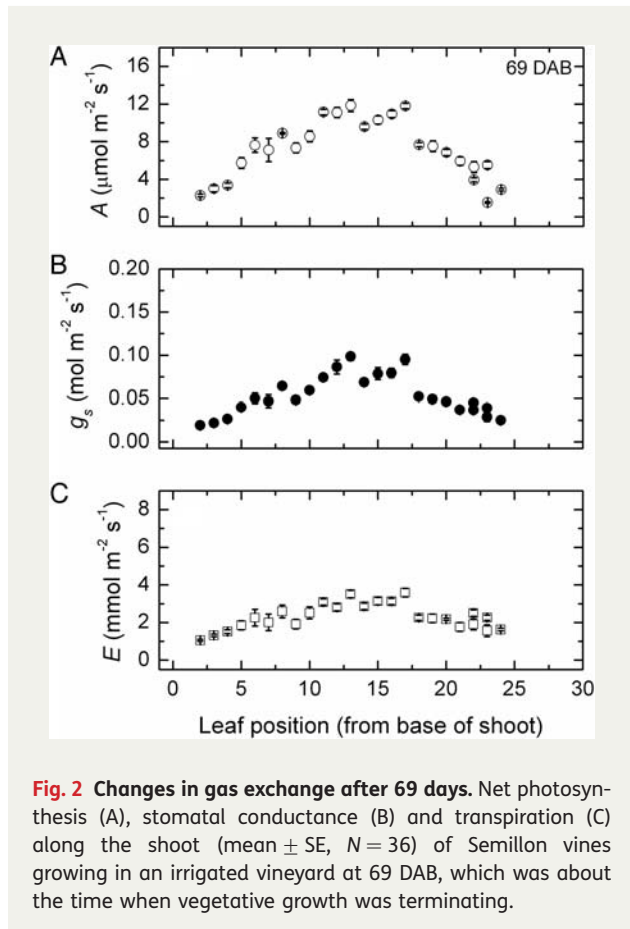 A
69 DAB
16
12
8
4
0
A (μmol m-2 s-1)
B
0.20
0.15
0.10
0.05
0.00
gs (mol m-2 s-1)
C
8
6
4
2
0
E (mmol m-2 s-1)
0 5 10 15 20 25 30
Leaf position (from base of shoot)
Fig. 2 Changes in gas exchange after 69 days. Net photosyn-
thesis (A), stomatal conductance (B) and transpiration (C)
along the shoot (mean ± SE, N = 36) of Semillon vines
growing in an irrigated vineyard at 69 DAB, which was about
the time when vegetative growth was terminating.